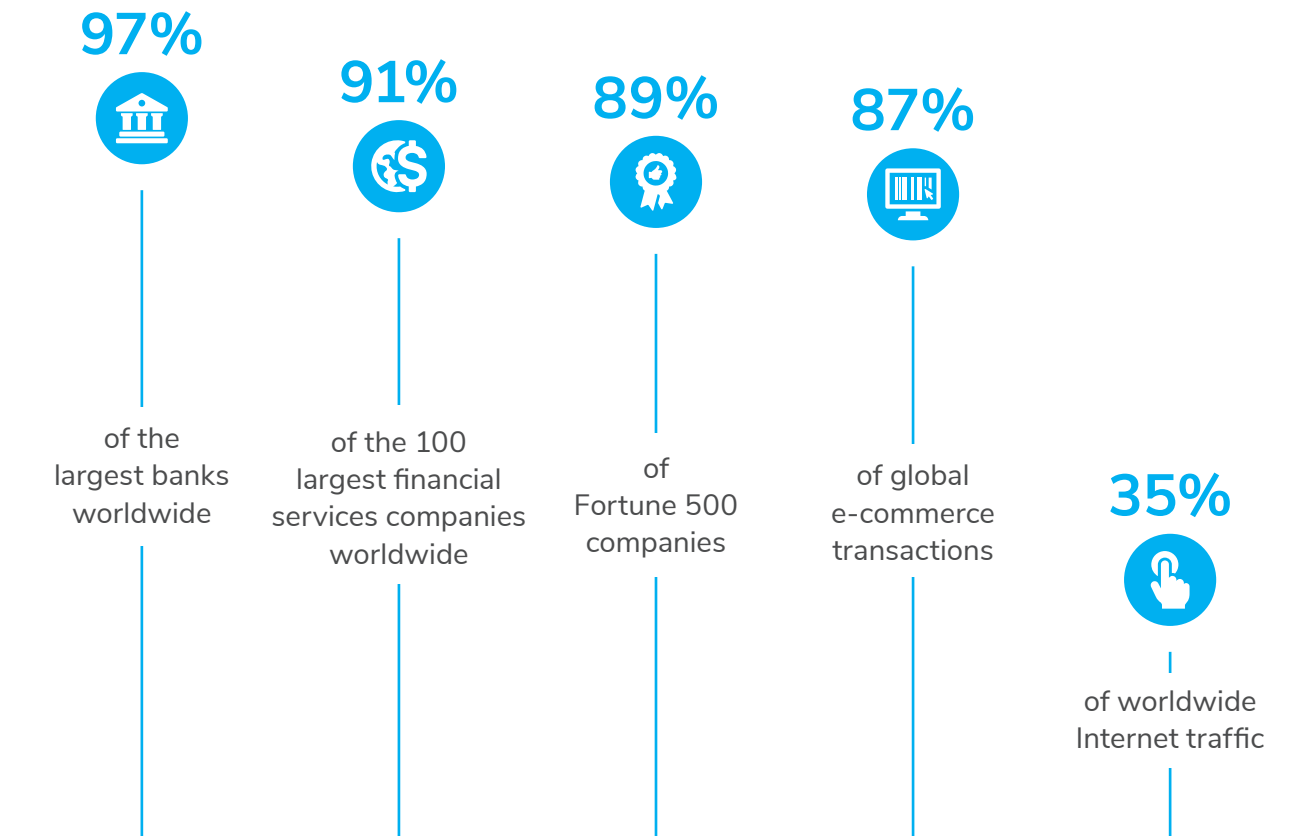 97%
of the
largest banks
worldwide
91%
of the 100
largest financial
services companies
worldwide
89%
of
Fortune 500
companies
87%
of global
e-commerce
transactions
35%
of worldwide
Internet traffic